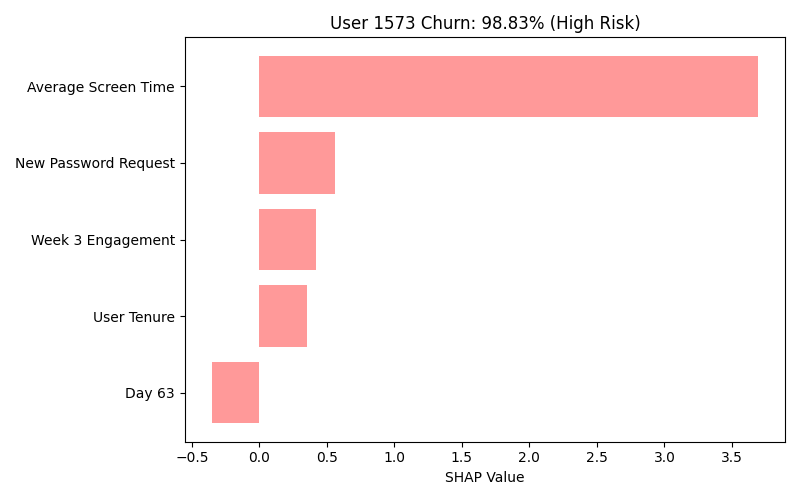 User 1573 Churn: 98.83% (High Risk)
Average Screen Time
New Password Request
Week 3 Engagement
User Tenure
Day 63
−0.5 0.0 0.5 1.0 1.5 2.0 2.5 3.0 3.5
SHAP Value